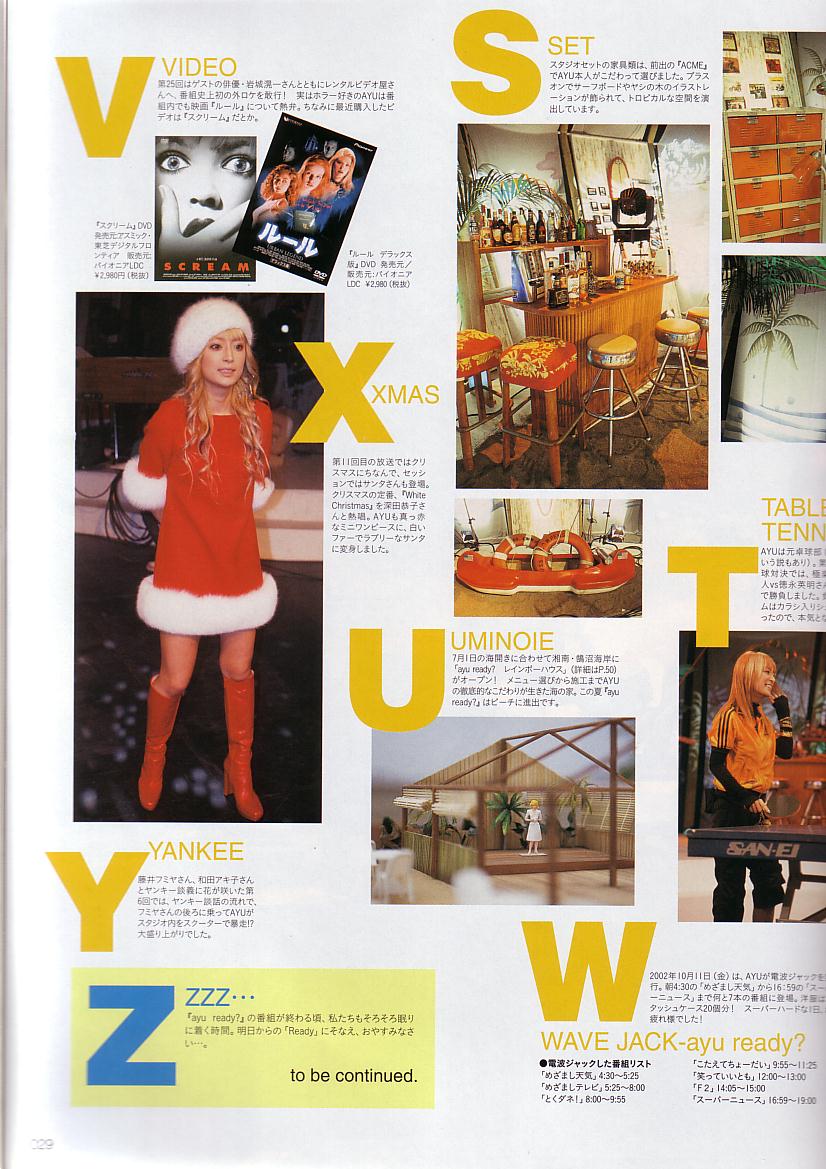 V
VIDEO
第25回はゲストの俳優・岩城滉一さんとともにレンタルビデオ屋さ
んへ、番組史上初の外ロケを敢行！　実はホラー好きのAYUは番
組内でも映画『ルール』について熱弁。ちなみに最近購入したビ
デオは『スクリーム』だとか。
SCREAM
Pioneer
ルール
URBAN LEGEND
DVD
『スクリーム』DVD
発売元:アスミック・
東芝デジタルフロ
ンティア　販売元:
パイオニアLDC
￥2,980円（税抜）
『ルール　デラックス
版』DVD　発売元／
販売元：パイオニア
LDC　￥2,980（税抜）
S
SET
スタジオセットの家具類は、前出の『ACME』
でAYU本人がこだわって選びました。プラス
オンでサーフボードやヤシの木のイラストレ
ーションが飾られて、トロピカルな空間を演
出しています。
X
XMAS
第11回目の放送ではクリ
スマスにちなんで、セッシ
ョンではサンタさんも登場。
クリスマスの定番、『White
Christmas』を深田恭子さ
んと熱唱。AYUも真っ赤
なミニワンピースに、白い
ファーでラブリーなサンタ
に変身しました。
U
UMINOIE
7月1日の海開きに合わせて湘南・鵠沼海岸に
「ayu ready?　レインボーハウス」（詳細はP.50）
がオープン！　メニュー選びから施工までAYU
の徹底的なこだわりが生きた海の家。この夏『ayu
ready?』はビーチに進出です。
T
TABLE
TENN
AYUは元卓球部
いう説もあり）。第
球対決では、極楽
人vs徳永英明さ
で勝負しました。
ムはカラシ入りシ
ったので、本気と
SAN-EI
Y
YANKEE
藤井フミヤさん、和田アキ子さん
とヤンキー談義に花が咲いた第
6回では、ヤンキー談話の流れで、
フミヤさんの後ろに乗ってAYUが
スタジオ内をスクーターで暴走!?
大盛り上がりでした。
Z
ZZZ…
『ayu　ready?』の番組が終わる頃、私たちもそろそろ眠り
に着く時間。明日からの「Ready」にそなえ、おやすみなさ
い…。
to be continued.
W
2002年10月11日（金）は、AYUが電波ジャックを
行。朝4:30の「めざまし天気」から16:59の「スー
ーニュース」まで何と7本の番組に登場。洋服は
タッシュケース20個分！　スーパーハードな1日、
疲れ様でした！
WAVE JACK-ayu ready?
●電波ジャックした番組リスト
「めざまし天気」4:30〜5:25
「めざましテレビ」5:25〜8:00
「とくダネ！」8:00〜9:55
「こたえてちょーだい」9:55〜11:25
「笑っていいとも」12:00〜13:00
「F2」14:05〜15:00
「スーパーニュース」16:59〜19:00
029